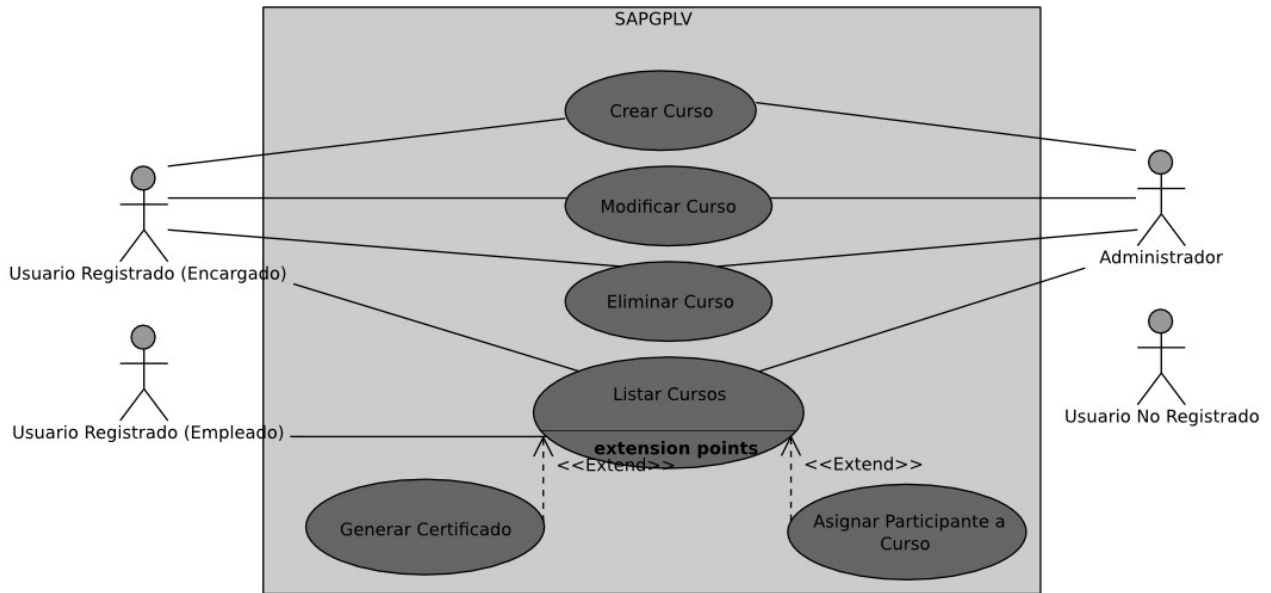 SAPGPLV
Crear Curso
Modificar Curso
Usuario Registrado (Encargado)
Administrador
Eliminar Curso
Listar Cursos
Usuario No Registrado
Usuario Registrado (Empleado)
extension points
<<Extend>>
<<Extend>>
Generar Certificado
Asignar Participante a
Curso